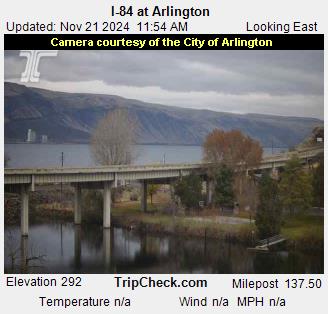 I-84 at Arlington
Updated: Nov 21 2024 11:54 AM Looking East
Camera courtesy of the City of Arlington
Elevation 292 TripCheck.com Milepost 137.50
Temperature n/a Wind n/a MPH n/a